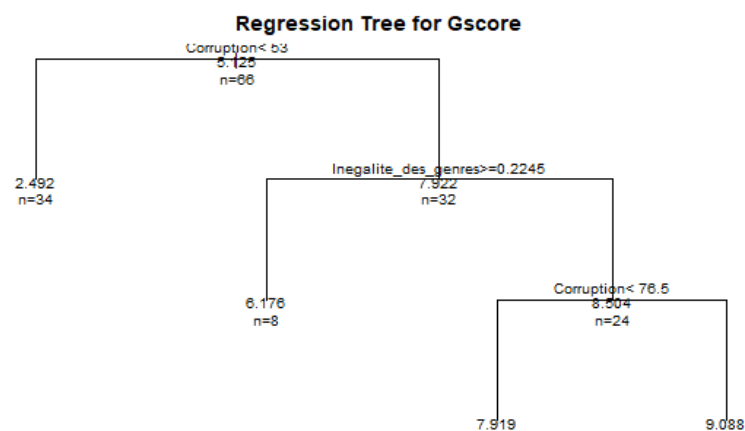 Regression Tree for Gscore
Corruption< 53
5.125
n=66
2.492
n=34
Inegalite_des_genres>=0.2245
7.922
n=32
6.176
n=8
Corruption< 76.5
8.504
n=24
7.919
9.088